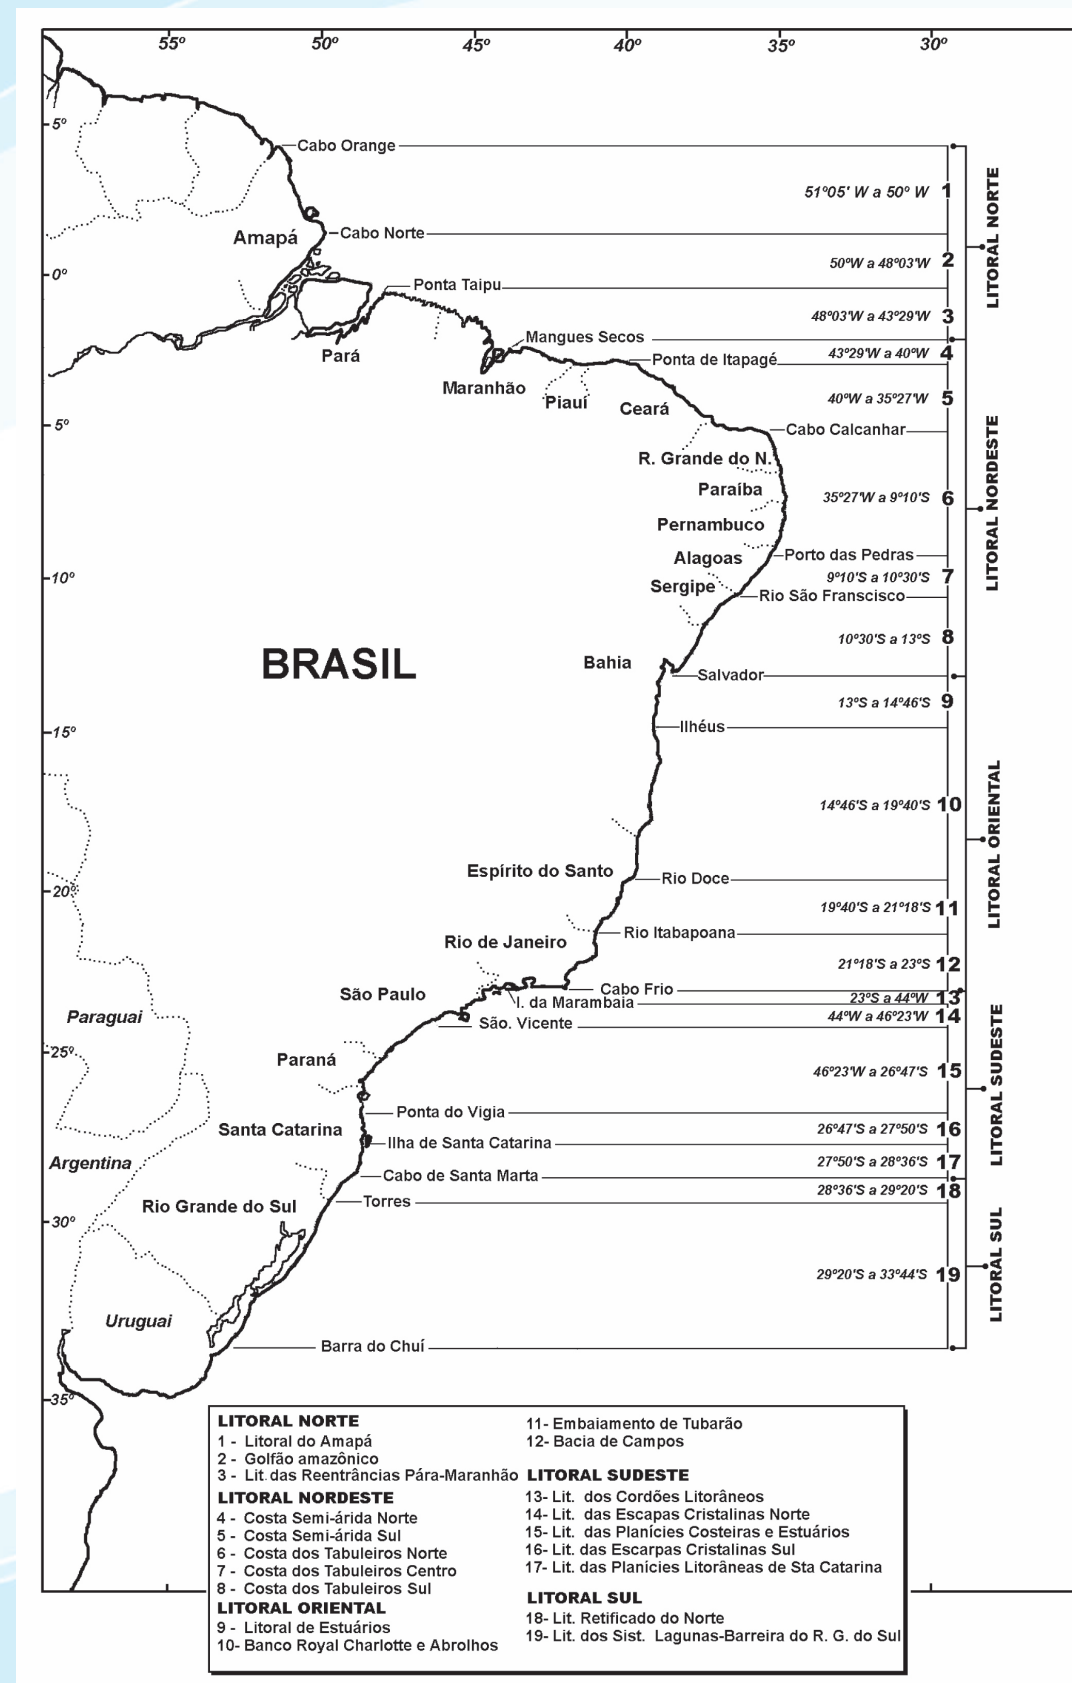 55º 50º 45º 40º 35º 30º
5º
Cabo Orange
51º05' W a 50º W 1
LITORAL NORTE
Amapá
Cabo Norte
50ºW a 48º03'W 2
0º
Ponta Taipu
48º03'W a 43º29'W 3
Pará
Mangues Secos
43º29'W a 40ºW 4
Ponta de Itapagé
Maranhão
Piauí
Ceará
40ºW a 35º27'W 5
5º
Cabo Calcanhar
LITORAL NORDESTE
R. Grande do N.
Paraíba
35º27'W a 9º10'S 6
Pernambuco
Alagoas
Porto das Pedras
10º
9º10'S a 10º30'S 7
Sergipe
Rio São Franscisco
10º30'S a 13ºS 8
BRASIL
Bahia
Salvador
13ºS a 14º46'S 9
15º
Ilhéus
LITORAL ORIENTAL
14º46'S a 19º40'S 10
Espírito do Santo
Rio Doce
20º
19º40'S a 21º18'S 11
Rio Itabapoana
Rio de Janeiro
21º18'S a 23ºS 12
São Paulo
Cabo Frio
23ºS a 44ºW 13
I. da Marambaia
Paraguai
44ºW a 46º23'W 14
São. Vicente
LITORAL SUDESTE
25º
Paraná
46º23'W a 26º47'S 15
Ponta do Vigia
Santa Catarina
26º47'S a 27º50'S 16
Ilha de Santa Catarina
Argentina
27º50'S a 28º36'S 17
Cabo de Santa Marta
28º36'S a 29º20'S 18
Rio Grande do Sul
Torres
30º
LITORAL SUL
29º20'S a 33º44'S 19
Uruguai
Barra do Chuí
35º
LITORAL NORTE
1 - Litoral do Amapá
2 - Golfão amazônico
3 - Lit. das Reentrâncias Pára-Maranhão
LITORAL NORDESTE
4 - Costa Semi-árida Norte
5 - Costa Semi-árida Sul
6 - Costa dos Tabuleiros Norte
7 - Costa dos Tabuleiros Centro
8 - Costa dos Tabuleiros Sul
LITORAL ORIENTAL
9 - Litoral de Estuários
10- Banco Royal Charlotte e Abrolhos
11- Embaiamento de Tubarão
12- Bacia de Campos
LITORAL SUDESTE
13- Lit. dos Cordões Litorâneos
14- Lit. das Escapas Cristalinas Norte
15- Lit. das Planícies Costeiras e Estuários
16- Lit. das Escarpas Cristalinas Sul
17- Lit. das Planícies Litorâneas de Sta Catarina
LITORAL SUL
18- Lit. Retificado do Norte
19- Lit. dos Sist. Lagunas-Barreira do R. G. do Sul